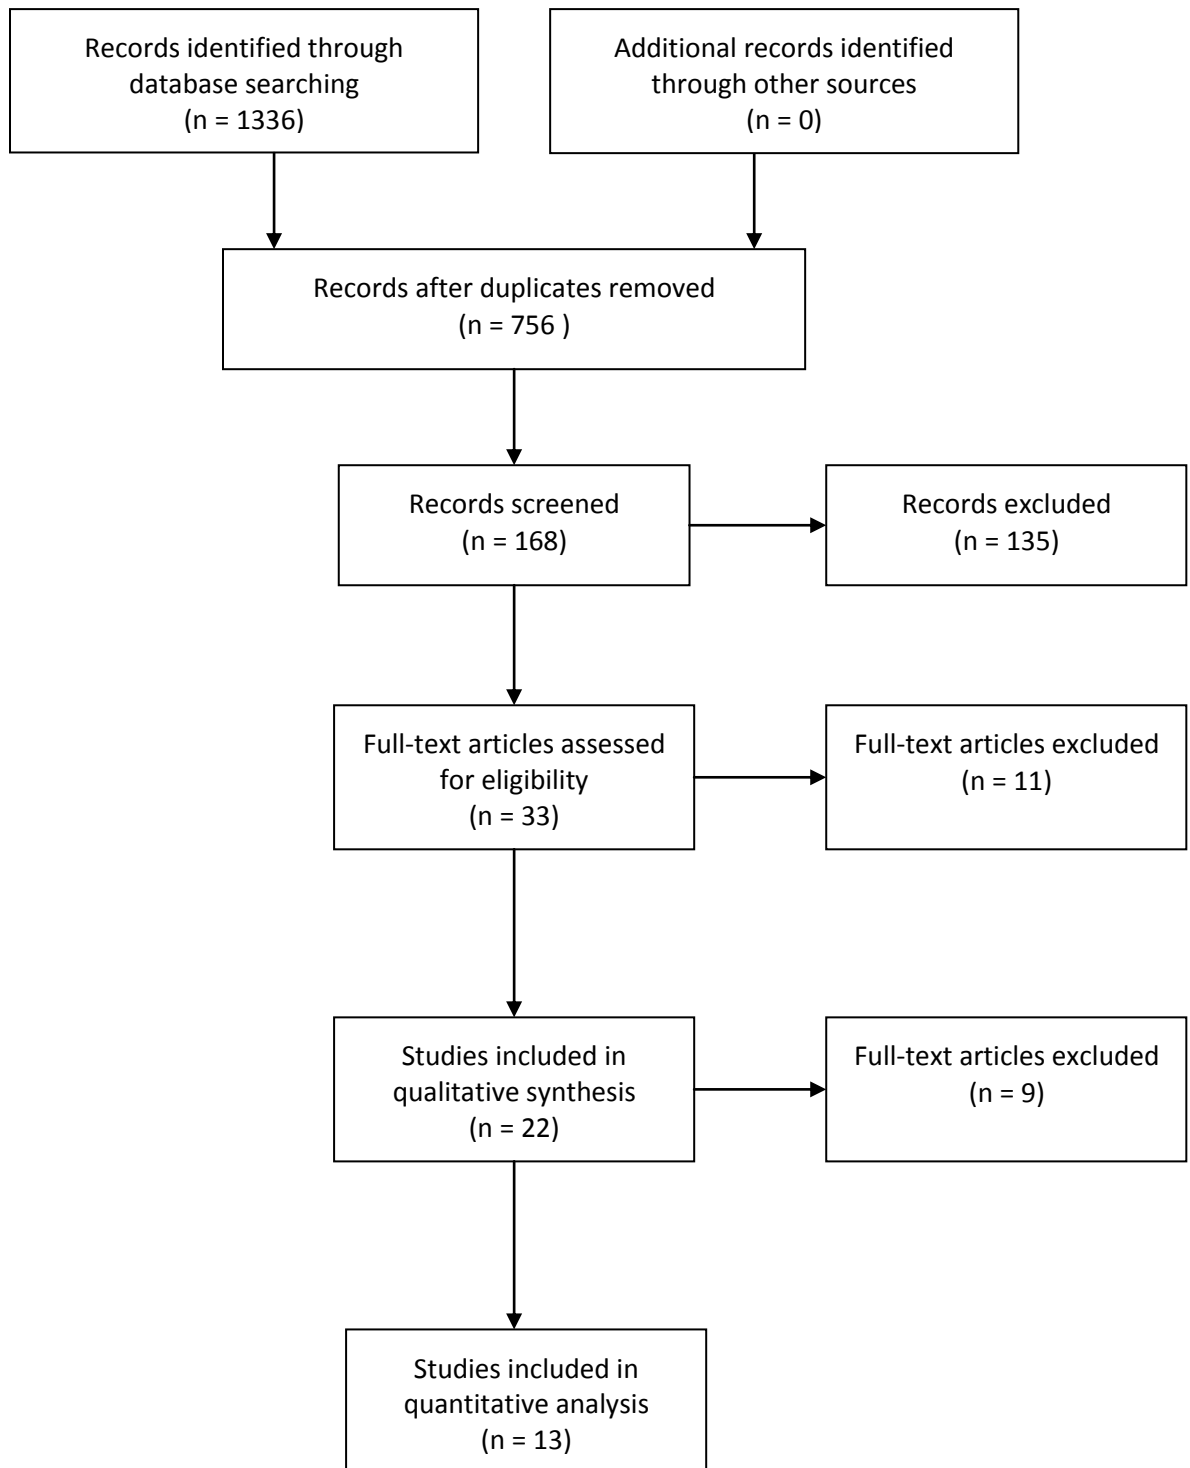 Records identified through
database searching
(n = 1336)
Additional records identified
through other sources
(n = 0)
Records after duplicates removed
(n = 756 )
Records screened
(n = 168)
Records excluded
(n = 135)
Full-text articles assessed
for eligibility
(n = 33)
Full-text articles excluded
(n = 11)
Studies included in
qualitative synthesis
(n = 22)
Full-text articles excluded
(n = 9)
Studies included in
quantitative analysis
(n = 13)